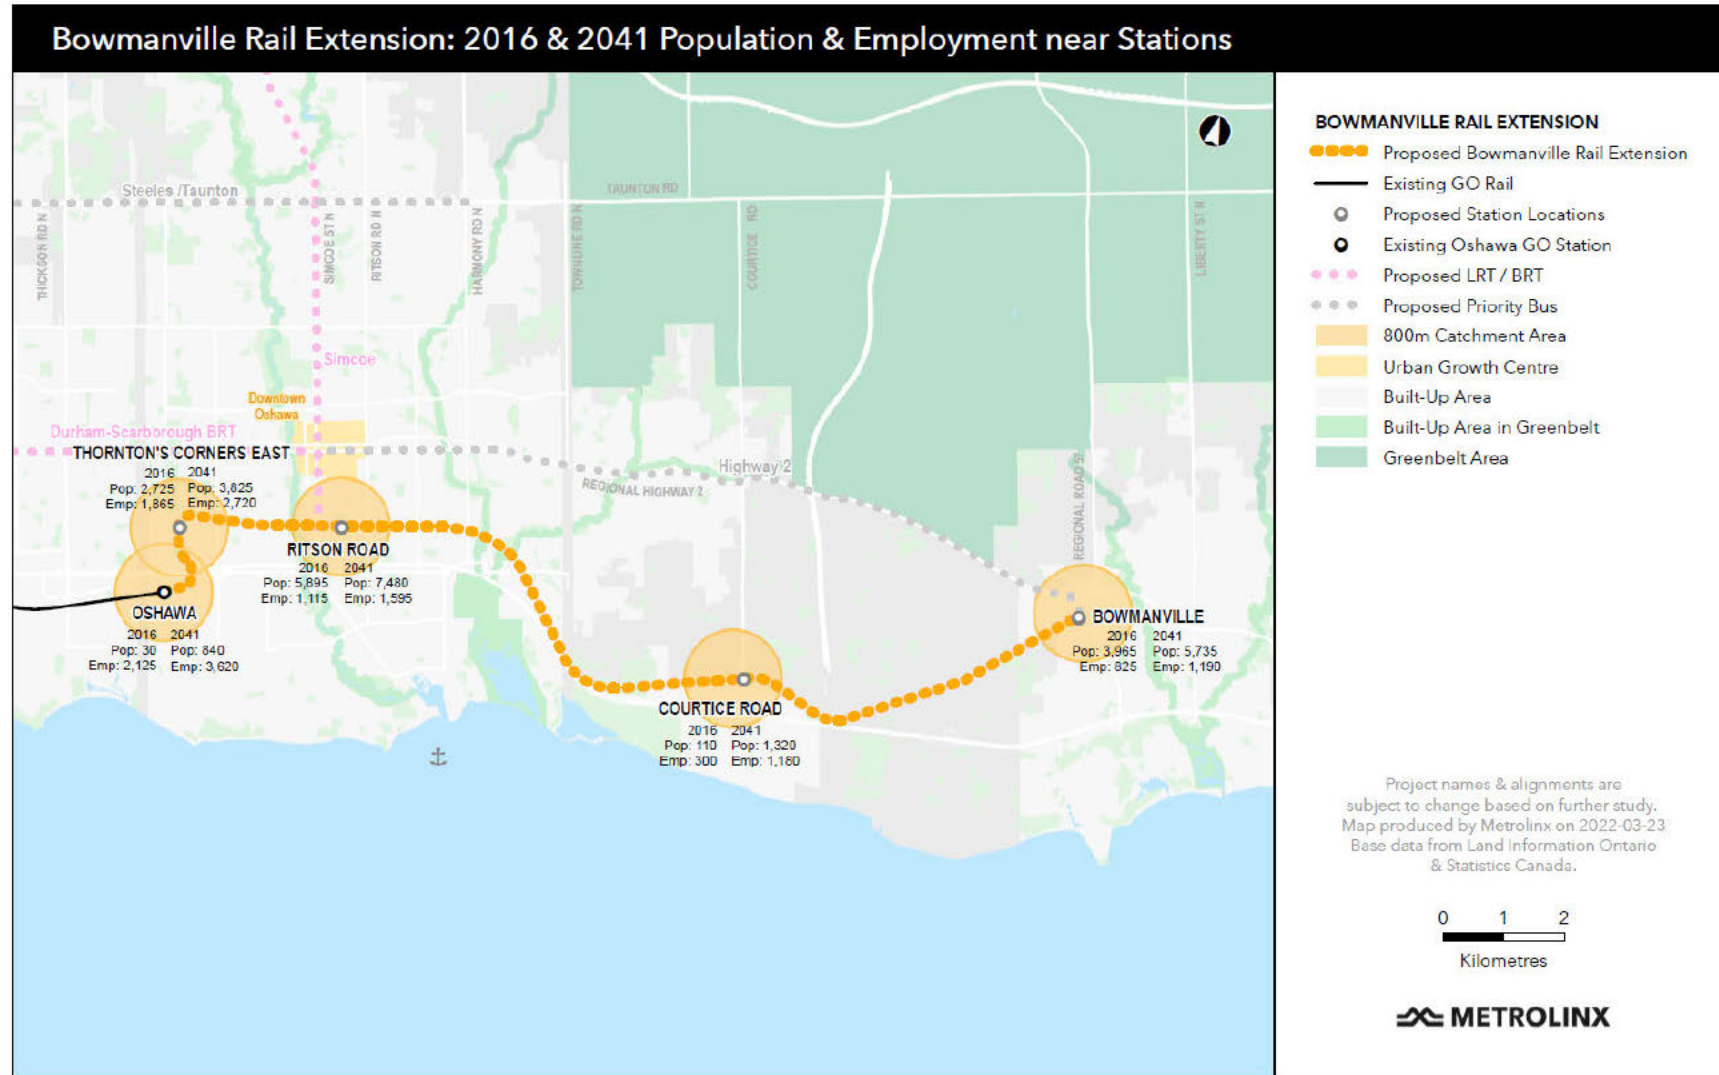 Bowmanville Rail Extension: 2016 & 2041 Population & Employment near Stations
Steeles /Taunton
TAUNTON RD
THICKSON RD N
SIMCOE ST N
RITSON RD N
HARMONY RD N
TOWNLINE RD N
COURTICE RD
LIBERTY ST N
Simcoe
Downtown
Oshawa
Durham-Scarborough BRT
THORNTON'S CORNERS EAST
2016 2041
Pop: 2,725 Pop: 3,825
Emp: 1,865 Emp: 2,720
Highway 2
REGIONAL HIGHWAY 2
REGIONAL ROAD 57
RITSON ROAD
2016 2041
Pop: 5,895 Pop: 7,480
Emp: 1,115 Emp: 1,595
OSHAWA
2016 2041
Pop: 30 Pop: 840
Emp: 2,125 Emp: 3,620
BOWMANVILLE
2016 2041
Pop: 3,965 Pop: 5,735
Emp: 825 Emp: 1,190
COURTICE ROAD
2016 2041
Pop: 110 Pop: 1,320
Emp: 300 Emp: 1,180
BOWMANVILLE RAIL EXTENSION
Proposed Bowmanville Rail Extension
Existing GO Rail
Proposed Station Locations
Existing Oshawa GO Station
Proposed LRT / BRT
Proposed Priority Bus
800m Catchment Area
Urban Growth Centre
Built-Up Area
Built-Up Area in Greenbelt
Greenbelt Area
Project names & alignments are
subject to change based on further study.
Map produced by Metrolinx on 2022-03-23
Base data from Land Information Ontario
& Statistics Canada.
0 1 2
Kilometres
METROLINX